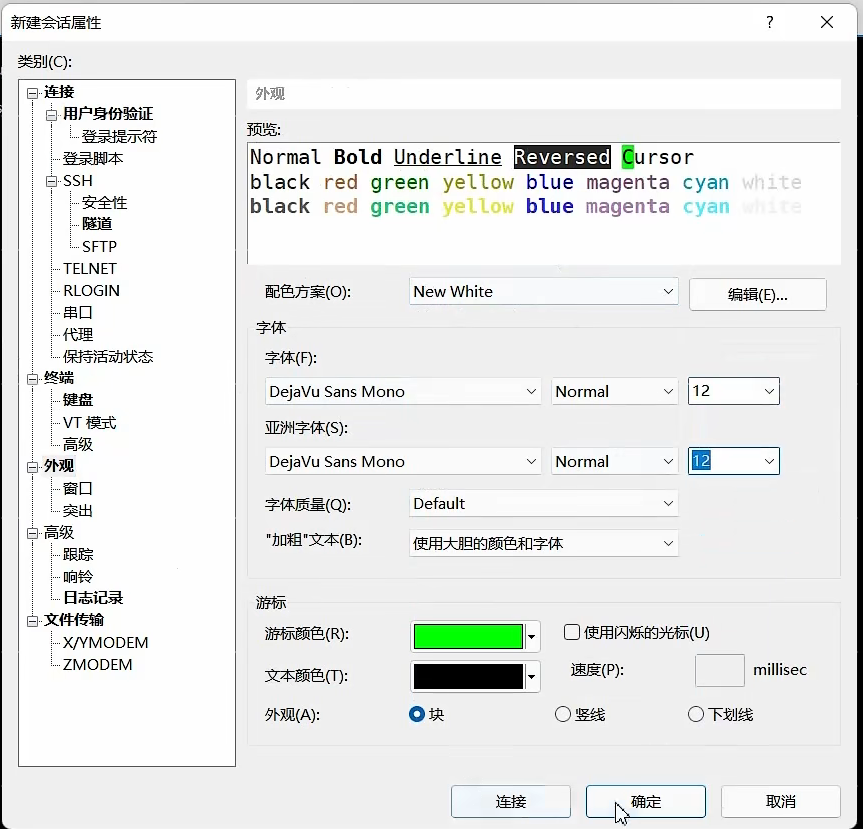 新建会话属性 ?
类别(C):
连接
用户身份验证
登录提示符
登录脚本
SSH
安全性
隧道
SFTP
TELNET
RLOGIN
串口
代理
保持活动状态
终端
键盘
VT 模式
高级
外观
窗口
突出
高级
跟踪
响铃
日志记录
文件传输
X/YMODEM
ZMODEM
外观
预览:
Normal Bold Underline Reversed Cursor
black red green yellow blue magenta cyan white
black red green yellow blue magenta cyan white
配色方案(O): New White 编辑(E)...
字体
字体(F):
DejaVu Sans Mono Normal 12
亚洲字体(S):
DejaVu Sans Mono Normal 12
字体质量(Q): Default
"加粗"文本(B): 使用大胆的颜色和字体
游标
游标颜色(R): 使用闪烁的光标(U)
文本颜色(T): 速度(P): millisec
外观(A): 块 竖线 下划线
连接 确定 取消